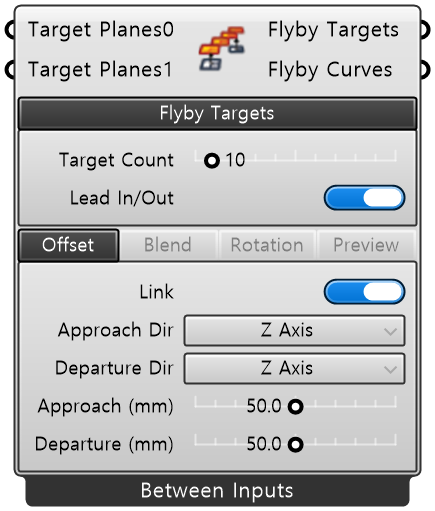 Target Planes0 Flyby Targets
Target Planes1 Flyby Curves
Flyby Targets
Target Count 10
Lead In/Out
Offset Blend Rotation Preview
Link
Approach Dir Z Axis
Departure Dir Z Axis
Approach (mm) 50.0
Departure (mm) 50.0
Between Inputs